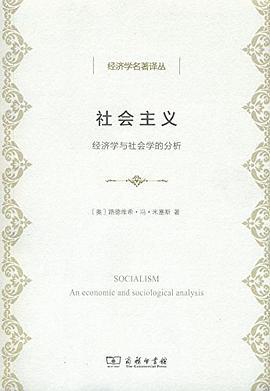 经济学名著译丛
社会主义
经济学与社会学的分析
〔奥〕路德维希·冯·米塞斯 著
SOCIALISM
An economic and sociological analysis
商务印书馆
The Commercial Press